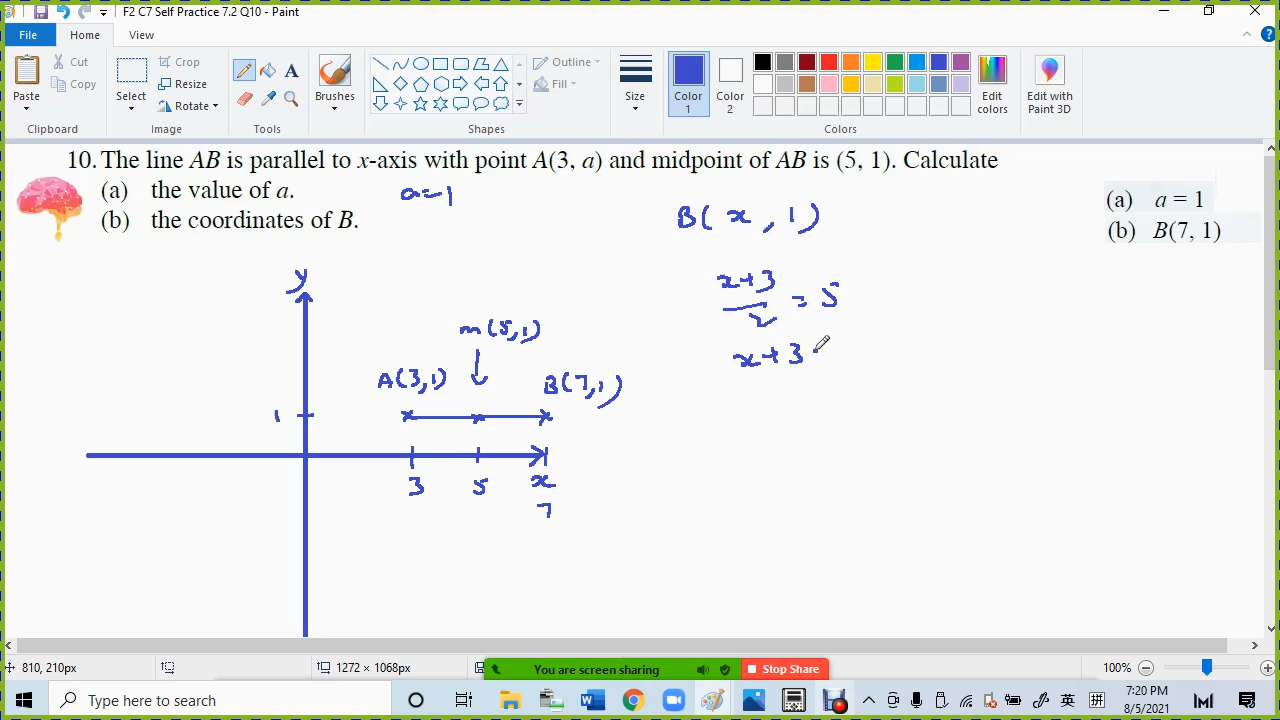 F2 C7 Self Practice 7.2 Q10 - Paint
File Home View
Paste Cut Copy
Clipboard
Select Crop Resize Rotate
Image
A
Tools
Brushes
Outline Fill
Shapes
Size
Color 1
Color 2
Edit colors
Colors
Edit with Paint 3D
10. The line AB is parallel to x-axis with point A(3, a) and midpoint of AB is (5, 1). Calculate
(a) the value of a. a=1
(b) the coordinates of B.
(a) a = 1
(b) B(7, 1)
B( x , 1 )
x+3
2
= 5
x+3
y
m(5,1)
A(3,1) B(7,1)
1
3 5 x
7
810, 210px 1272 × 1068px 100%
You are screen sharing Stop Share
Type here to search
英 拼
7:20 PM
8/5/2021